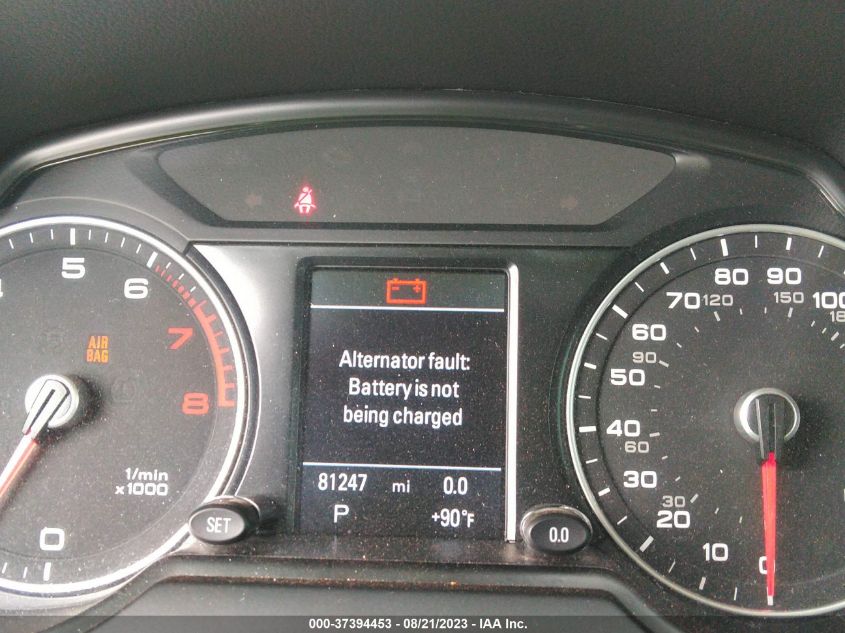 5
6
7
8
AIR
BAG
1/min
x1000
0
SET
Alternator fault:
Battery is not
being charged
81247 mi 0.0
P +90°F
0.0
0
10
20
30
30
40
50
60
60
70
80
90
90
100
120
150
000-37394453 / 08/21/2023 - IAA Inc.